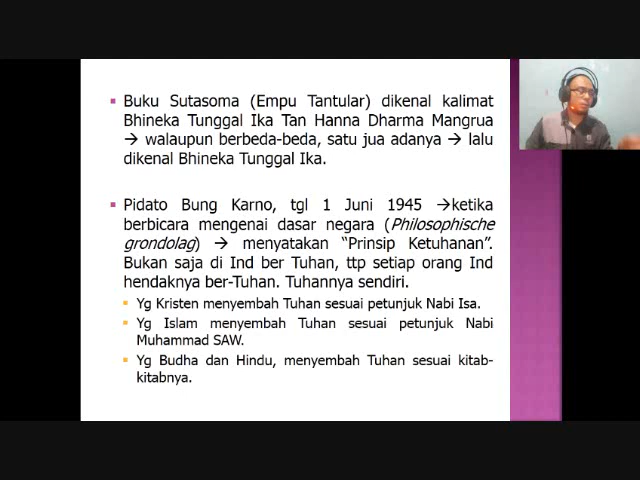 Buku Sutasoma (Empu Tantular) dikenal kalimat
Bhineka Tunggal Ika Tan Hanna Dharma Mangrua
→ walaupun berbeda-beda, satu jua adanya → lalu
dikenal Bhineka Tunggal Ika.
Pidato Bung Karno, tgl 1 Juni 1945 →ketika
berbicara mengenai dasar negara (Philosophische
grondolag) → menyatakan “Prinsip Ketuhanan”.
Bukan saja di Ind ber Tuhan, ttp setiap orang Ind
hendaknya ber-Tuhan. Tuhannya sendiri.
Yg Kristen menyembah Tuhan sesuai petunjuk Nabi Isa.
Yg Islam menyembah Tuhan sesuai petunjuk Nabi
Muhammad SAW.
Yg Budha dan Hindu, menyembah Tuhan sesuai kitab-
kitabnya.